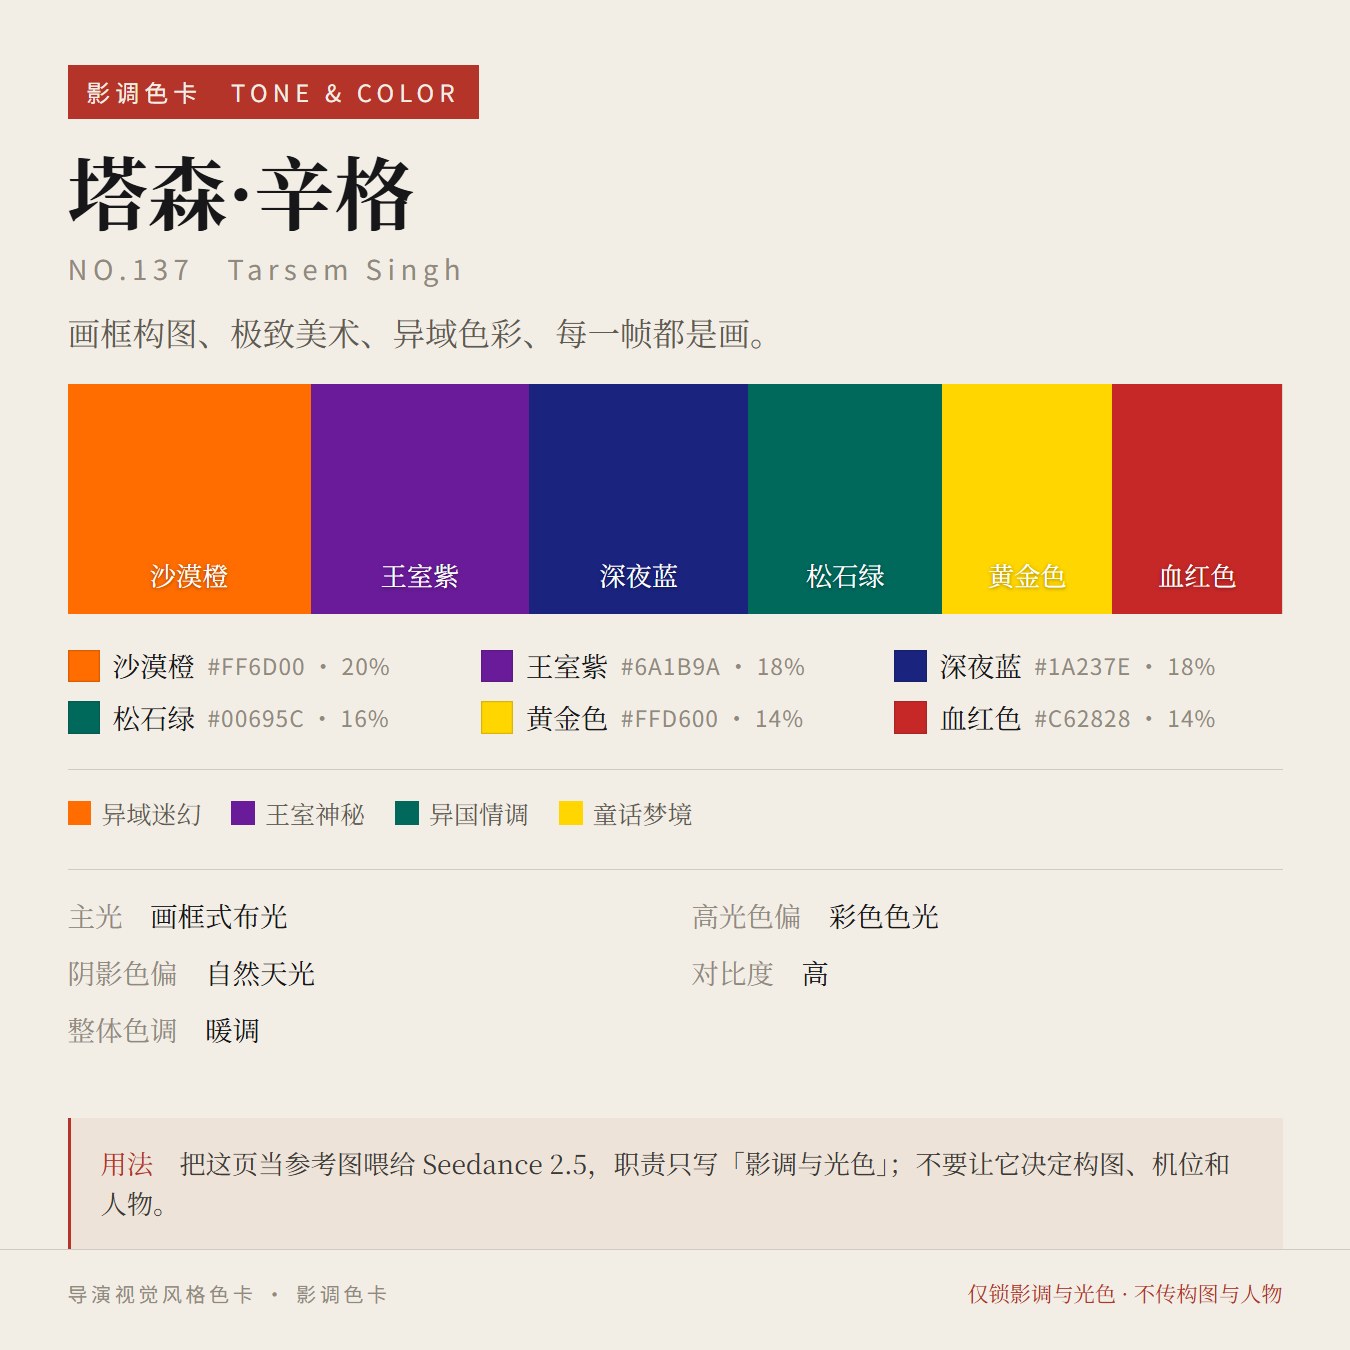 影调色卡 TONE & COLOR
塔森·辛格
NO.137 Tarsem Singh
画框构图、极致美术、异域色彩、每一帧都是画。
沙漠橙 王室紫 深夜蓝 松石绿 黄金色 血红色
沙漠橙 #FF6D00 • 20% 王室紫 #6A1B9A • 18% 深夜蓝 #1A237E • 18%
松石绿 #00695C • 16% 黄金色 #FFD600 • 14% 血红色 #C62828 • 14%
异域迷幻 王室神秘 异国情调 童话梦境
主光 画框式布光 高光色偏 彩色色光
阴影色偏 自然天光 对比度 高
整体色调 暖调
用法 把这页当参考图喂给 Seedance 2.5，职责只写「影调与光色」；不要让它决定构图、机位和
人物。
导演视觉风格色卡 • 影调色卡 仅锁影调与光色 · 不传构图与人物